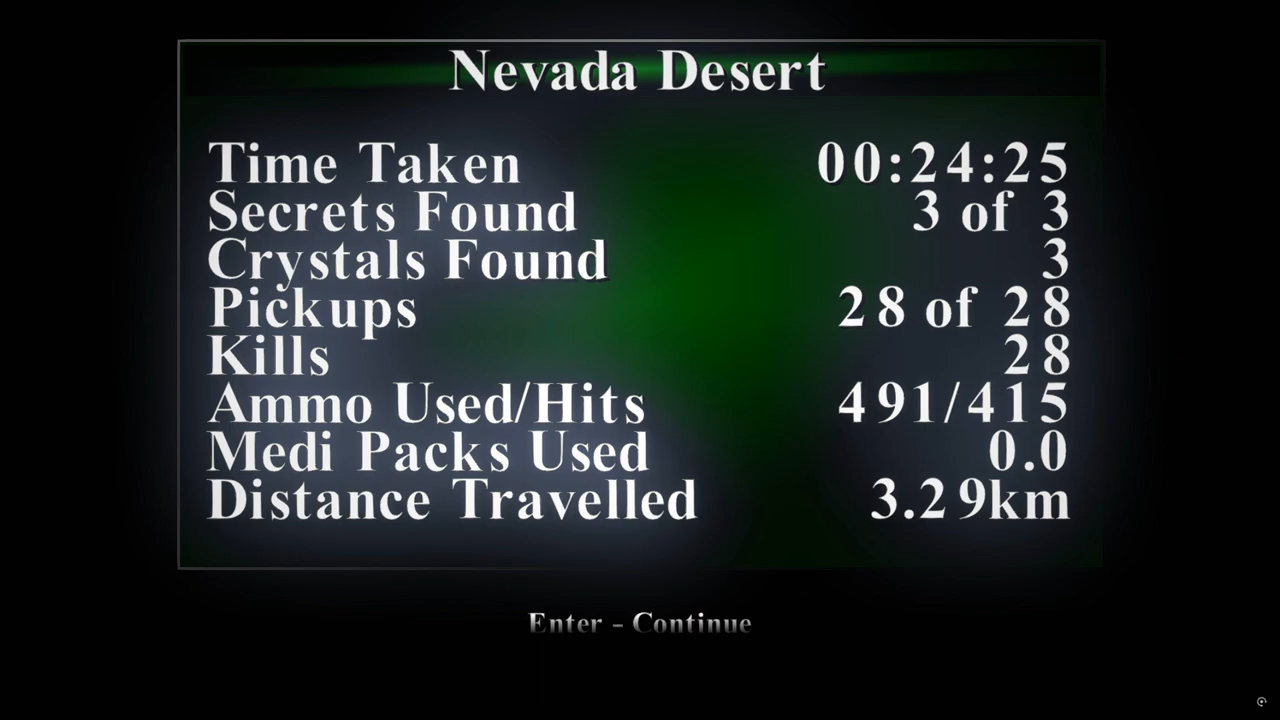 Nevada Desert
Time Taken 00:24:25
Secrets Found 3 of 3
Crystals Found 3
Pickups 28 of 28
Kills 28
Ammo Used/Hits 491/415
Medi Packs Used 0.0
Distance Travelled 3.29km
Enter - Continue